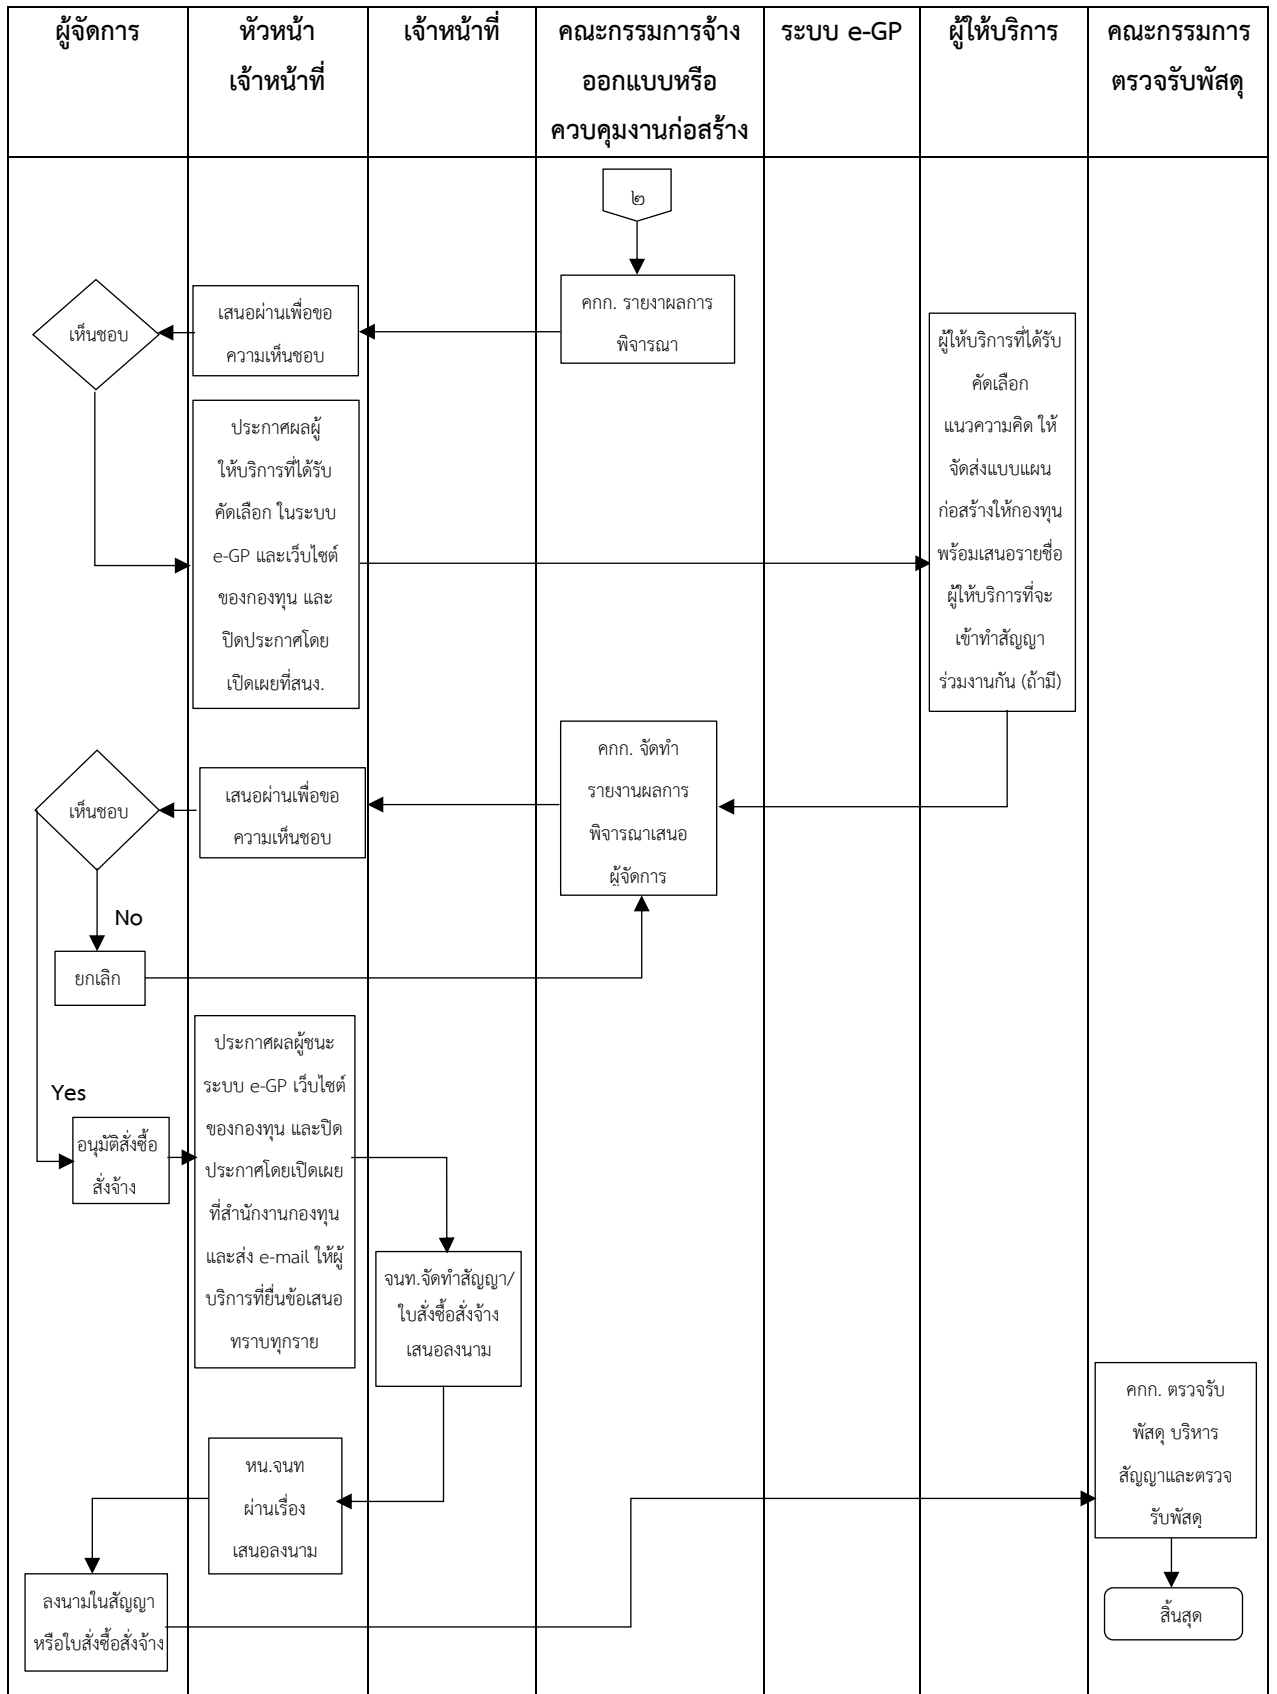 ผู้จัดการ
หัวหน้า
เจ้าหน้าที่
เจ้าหน้าที่
คณะกรรมการจ้าง
ออกแบบหรือ
ควบคุมงานก่อสร้าง
ระบบ e-GP
ผู้ให้บริการ
คณะกรรมการ
ตรวจรับพัสดุ
๒
คกก. รายงาผลการ
พิจารณา
เสนอผ่านเพื่อขอ
ความเห็นชอบ
เห็นชอบ
ประกาศผลผู้
ให้บริการที่ได้รับ
คัดเลือก ในระบบ
e-GP และเว็บไซต์
ของกองทุน และ
ปิดประกาศโดย
เปิดเผยที่สนง.
ผู้ให้บริการที่ได้รับ
คัดเลือก
แนวความคิด ให้
จัดส่งแบบแผน
ก่อสร้างให้กองทุน
พร้อมเสนอรายชื่อ
ผู้ให้บริการที่จะ
เข้าทำสัญญา
ร่วมงานกัน (ถ้ามี)
คกก. จัดทำ
รายงานผลการ
พิจารณาเสนอ
ผู้จัดการ
เสนอผ่านเพื่อขอ
ความเห็นชอบ
เห็นชอบ
No
ยกเลิก
Yes
อนุมัติสั่งซื้อ
สั่งจ้าง
ประกาศผลผู้ชนะ
ระบบ e-GP เว็บไซต์
ของกองทุน และปิด
ประกาศโดยเปิดเผย
ที่สำนักงานกองทุน
และส่ง e-mail ให้ผู้
บริการที่ยื่นข้อเสนอ
ทราบทุกราย
จนท.จัดทำสัญญา/
ใบสั่งซื้อสั่งจ้าง
เสนอลงนาม
หน.จนท
ผ่านเรื่อง
เสนอลงนาม
ลงนามในสัญญา
หรือใบสั่งซื้อสั่งจ้าง
คกก. ตรวจรับ
พัสดุ บริหาร
สัญญาและตรวจ
รับพัสดุ
สิ้นสุด